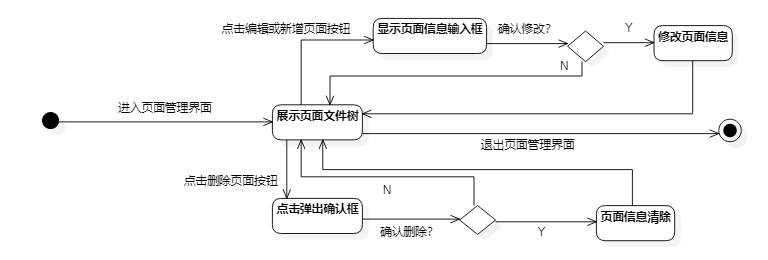 点击编辑或新增页面按钮
显示页面信息输入框
确认修改?
Y
修改页面信息
N
进入页面管理界面
展示页面文件树
退出页面管理界面
点击删除页面按钮
N
点击弹出确认框
确认删除?
Y
页面信息清除